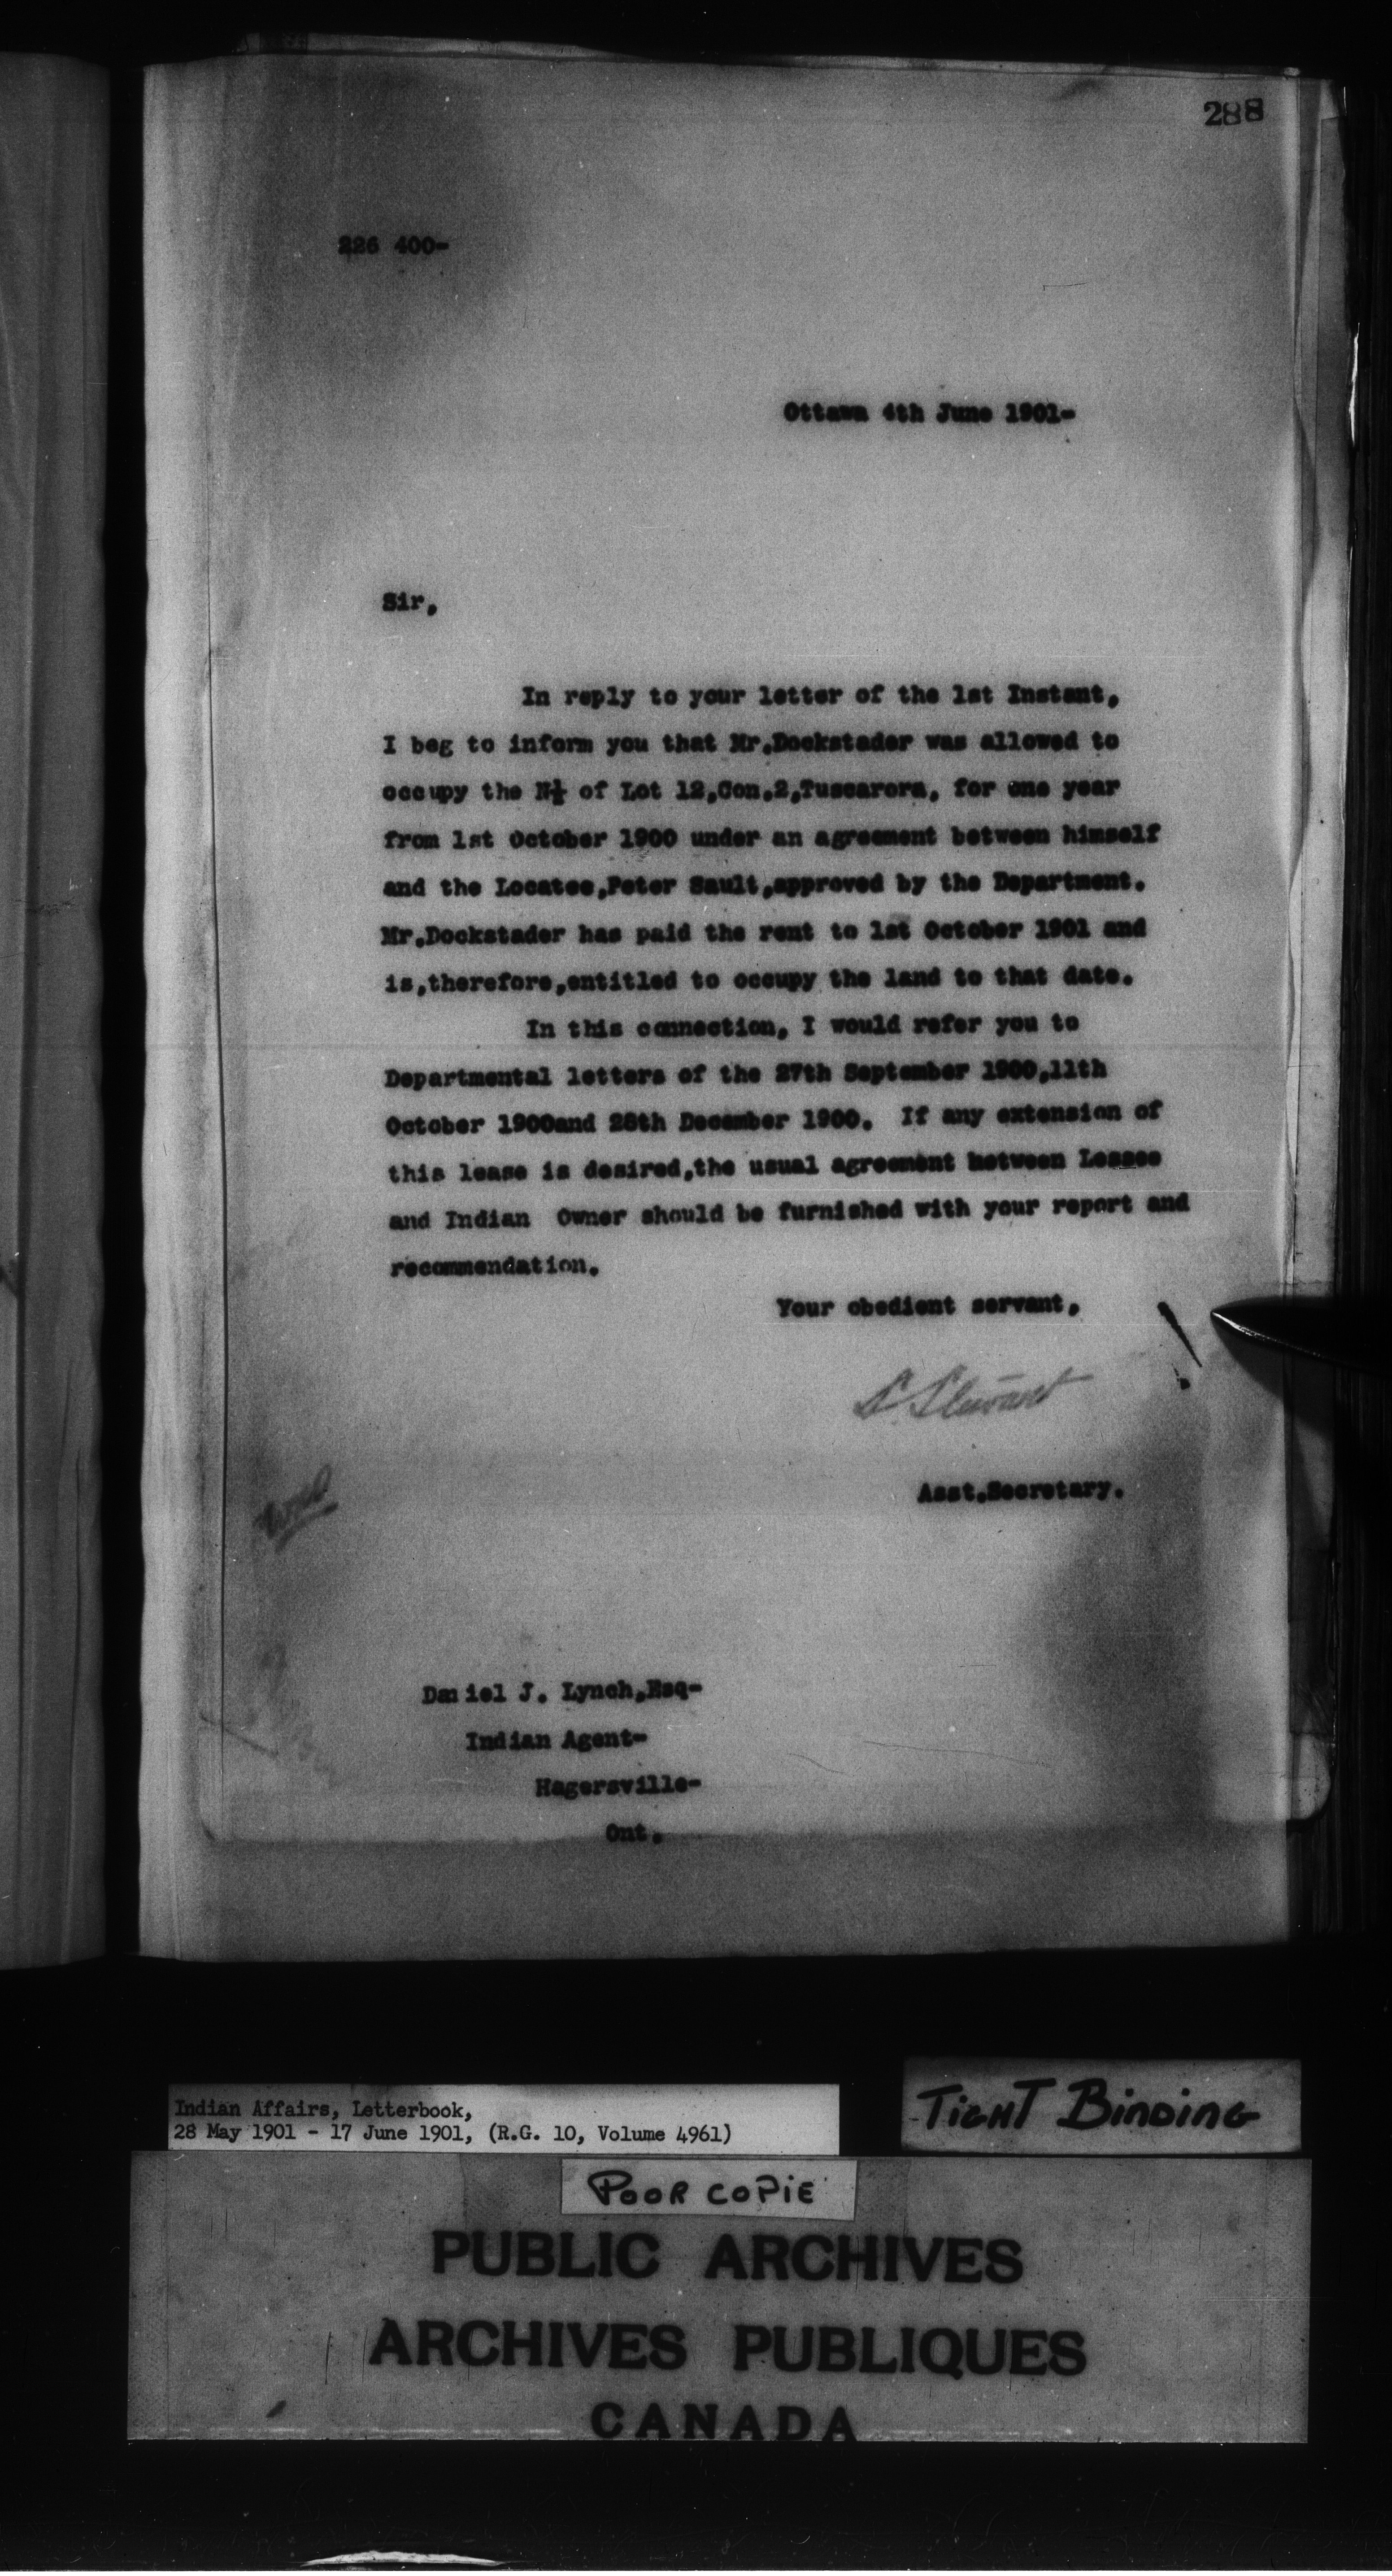 288
226 400-
Ottawa 4th June 1901-
Sir,
In reply to your letter of the 1st Instant,
I beg to inform you that Mr.Dockstader was allowed to
occupy the N½ of Lot 12,Con.2,Tuscarora, for one year
from 1st October 1900 under an agreement between himself
and the Locatee,Peter Sault,approved by the Department.
Mr.Dockstader has paid the rent to 1st October 1901 and
is,therefore,entitled to occupy the land to that date.
In this connection, I would refer you to
Departmental letters of the 27th September 1900,11th
October 1900and 28th December 1900. If any extension of
this lease is desired,the usual agreement between Lessee
and Indian Owner should be furnished with your report and
recommendation.
Your obedient servant,
S. Stewart
Asst.Secretary.
Daniel J. Lynch,Esq-
Indian Agent-
Hagersville-
Ont.
Indian Affairs, Letterbook,
28 May 1901 - 17 June 1901, (R.G. 10, Volume 4961)
TIGHT BINDING
POOR COPIE
PUBLIC ARCHIVES
ARCHIVES PUBLIQUES
CANADA